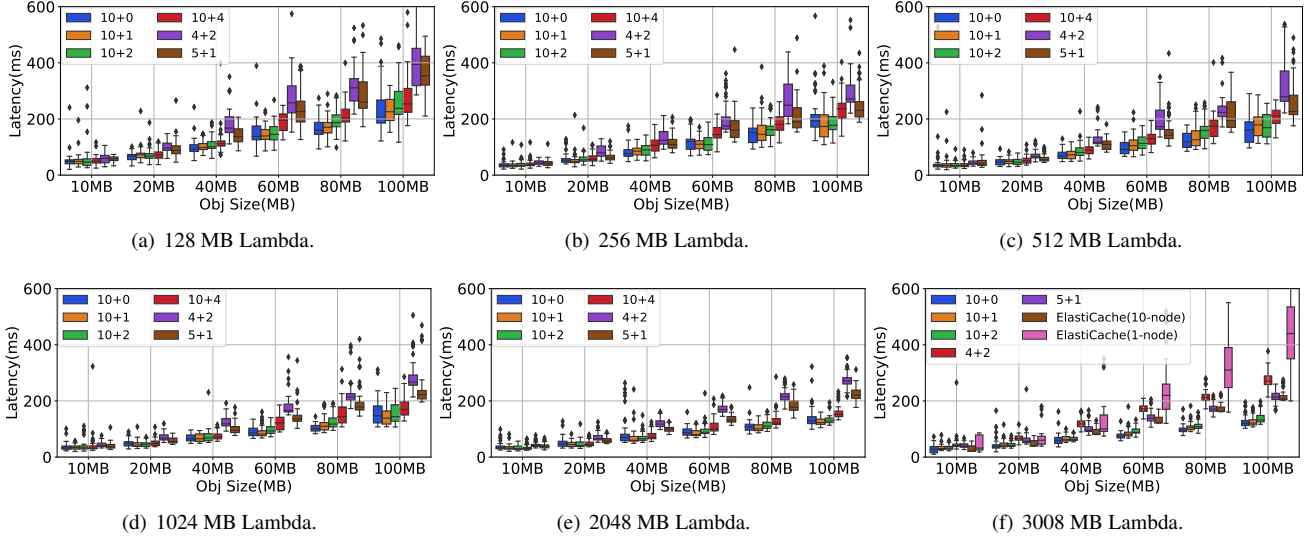 600
400
200
0
Latency(ms)
10+0
10+1
10+2
10+4
4+2
5+1
10MB 20MB 40MB 60MB 80MB 100MB
Obj Size(MB)
(a) 128 MB Lambda.
600
400
200
0
Latency(ms)
10+0
10+1
10+2
10+4
4+2
5+1
10MB 20MB 40MB 60MB 80MB 100MB
Obj Size(MB)
(b) 256 MB Lambda.
600
400
200
0
Latency(ms)
10+0
10+1
10+2
10+4
4+2
5+1
10MB 20MB 40MB 60MB 80MB 100MB
Obj Size(MB)
(c) 512 MB Lambda.
600
400
200
0
Latency(ms)
10+0
10+1
10+2
10+4
4+2
5+1
10MB 20MB 40MB 60MB 80MB 100MB
Obj Size(MB)
(d) 1024 MB Lambda.
600
400
200
0
Latency(ms)
10+0
10+1
10+2
10+4
4+2
5+1
10MB 20MB 40MB 60MB 80MB 100MB
Obj Size(MB)
(e) 2048 MB Lambda.
600
400
200
0
Latency(ms)
10+0
10+1
10+2
4+2
5+1
ElastiCache(10-node)
ElastiCache(1-node)
10MB 20MB 40MB 60MB 80MB 100MB
Obj Size(MB)
(f) 3008 MB Lambda.